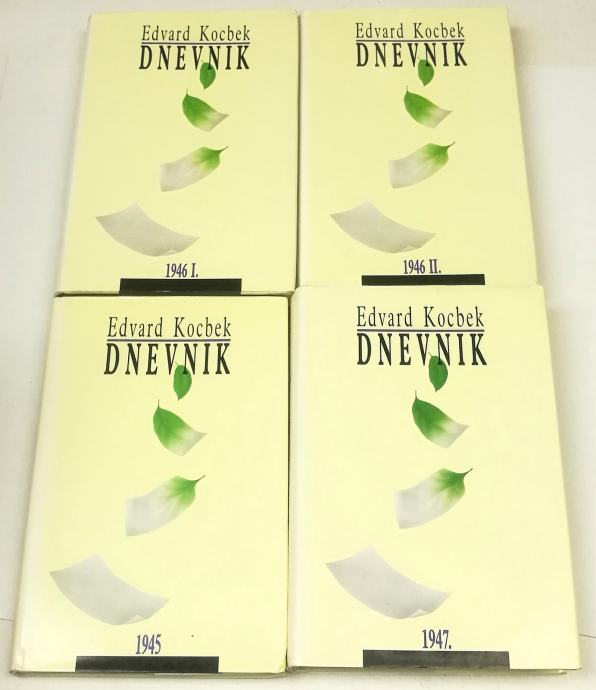 Edvard Kocbek
DNEVNIK
1946 I.
Edvard Kocbek
DNEVNIK
1946 II.
Edvard Kocbek
DNEVNIK
1945
Edvard Kocbek
DNEVNIK
1947.